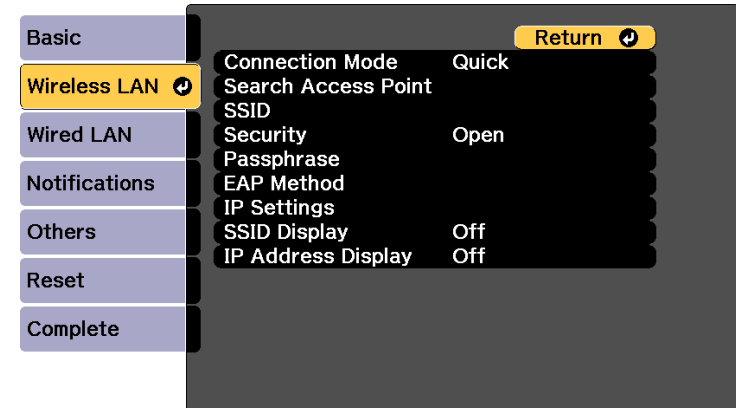 Basic
Wireless LAN
Wired LAN
Notifications
Others
Reset
Complete
Return
Connection Mode Quick
Search Access Point
SSID
Security Open
Passphrase
EAP Method
IP Settings
SSID Display Off
IP Address Display Off